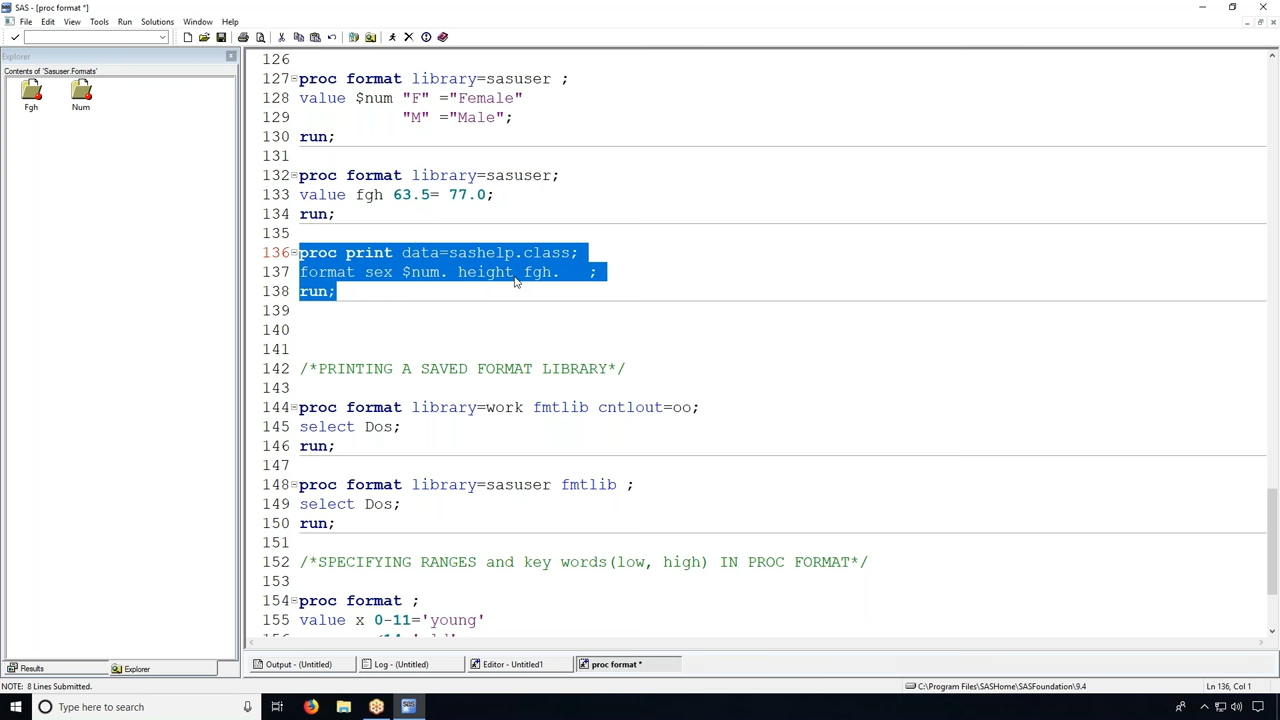 SAS - [proc format *]
File Edit View Tools Run Solutions Window Help
Explorer
Contents of 'Sasuser.Formats'
Fgh Num
126
127 proc format library=sasuser ;
128 value $num "F" ="Female"
129 "M" ="Male";
130 run;
131
132 proc format library=sasuser;
133 value fgh 63.5= 77.0;
134 run;
135
136 proc print data=sashelp.class;
137 format sex $num. height fgh. ;
138 run;
139
140
141
142 /*PRINTING A SAVED FORMAT LIBRARY*/
143
144 proc format library=work fmtlib cntlout=oo;
145 select Dos;
146 run;
147
148 proc format library=sasuser fmtlib ;
149 select Dos;
150 run;
151
152 /*SPECIFYING RANGES and key words(low, high) IN PROC FORMAT*/
153
154 proc format ;
155 value x 0-11='young'
Results Explorer Output - (Untitled) Log - (Untitled) Editor - Untitled1 proc format *
NOTE: 8 Lines Submitted. C:\Program Files\SASHome\SASFoundation\9.4 Ln 136, Col 1
Type here to search 7:15 PM